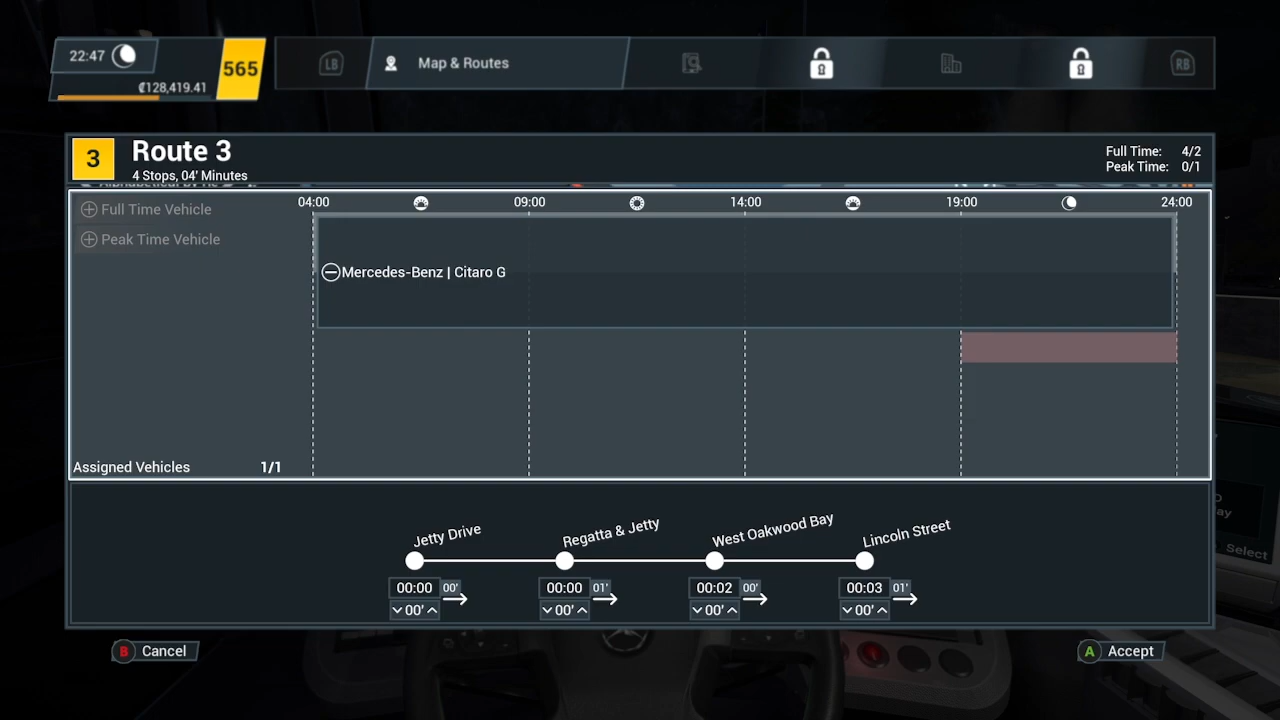 22:47
₡128,419.41
565
LB
Map & Routes
RB
3
Route 3
4 Stops, 04' Minutes
Full Time: 4/2
Peak Time: 0/1
Full Time Vehicle
Peak Time Vehicle
04:00 09:00 14:00 19:00 24:00
Mercedes-Benz | Citaro G
Assigned Vehicles 1/1
Jetty Drive Regatta & Jetty West Oakwood Bay Lincoln Street
00:00 00' 00:00 01' 00:02 00' 00:03 01'
00' 00' 00' 00'
ay
Select
B Cancel
A Accept